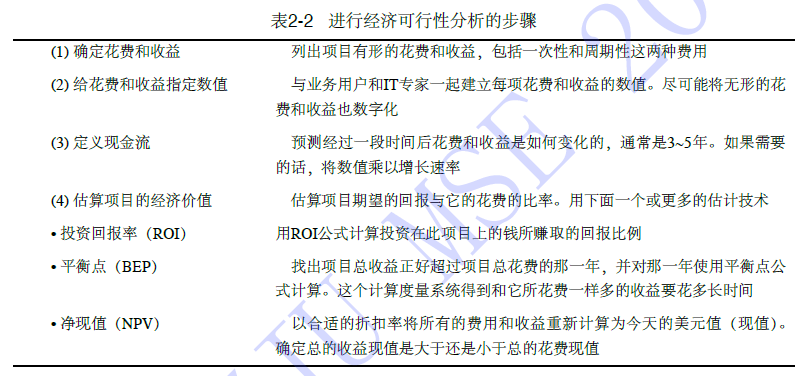 表2-2 进行经济可行性分析的步骤
(1) 确定花费和收益 列出项目有形的花费和收益，包括一次性和周期性这两种费用
(2) 给花费和收益指定数值 与业务用户和IT专家一起建立每项花费和收益的数值。尽可能将无形的花
费和收益也数字化
(3) 定义现金流 预测经过一段时间后花费和收益是如何变化的，通常是3~5年。如果需要
的话，将数值乘以增长速率
(4) 估算项目的经济价值 估算项目期望的回报与它的花费的比率。用下面一个或更多的估计技术
• 投资回报率（ROI） 用ROI公式计算投资在此项目上的钱所赚取的回报比例
• 平衡点（BEP） 找出项目总收益正好超过项目总花费的那一年，并对那一年使用平衡点公
式计算。这个计算度量系统得到和它所花费一样多的收益要花多长时间
• 净现值（NPV） 以合适的折扣率将所有的费用和收益重新计算为今天的美元值（现值）。
确定总的收益现值是大于还是小于总的花费现值
JU MSE 20